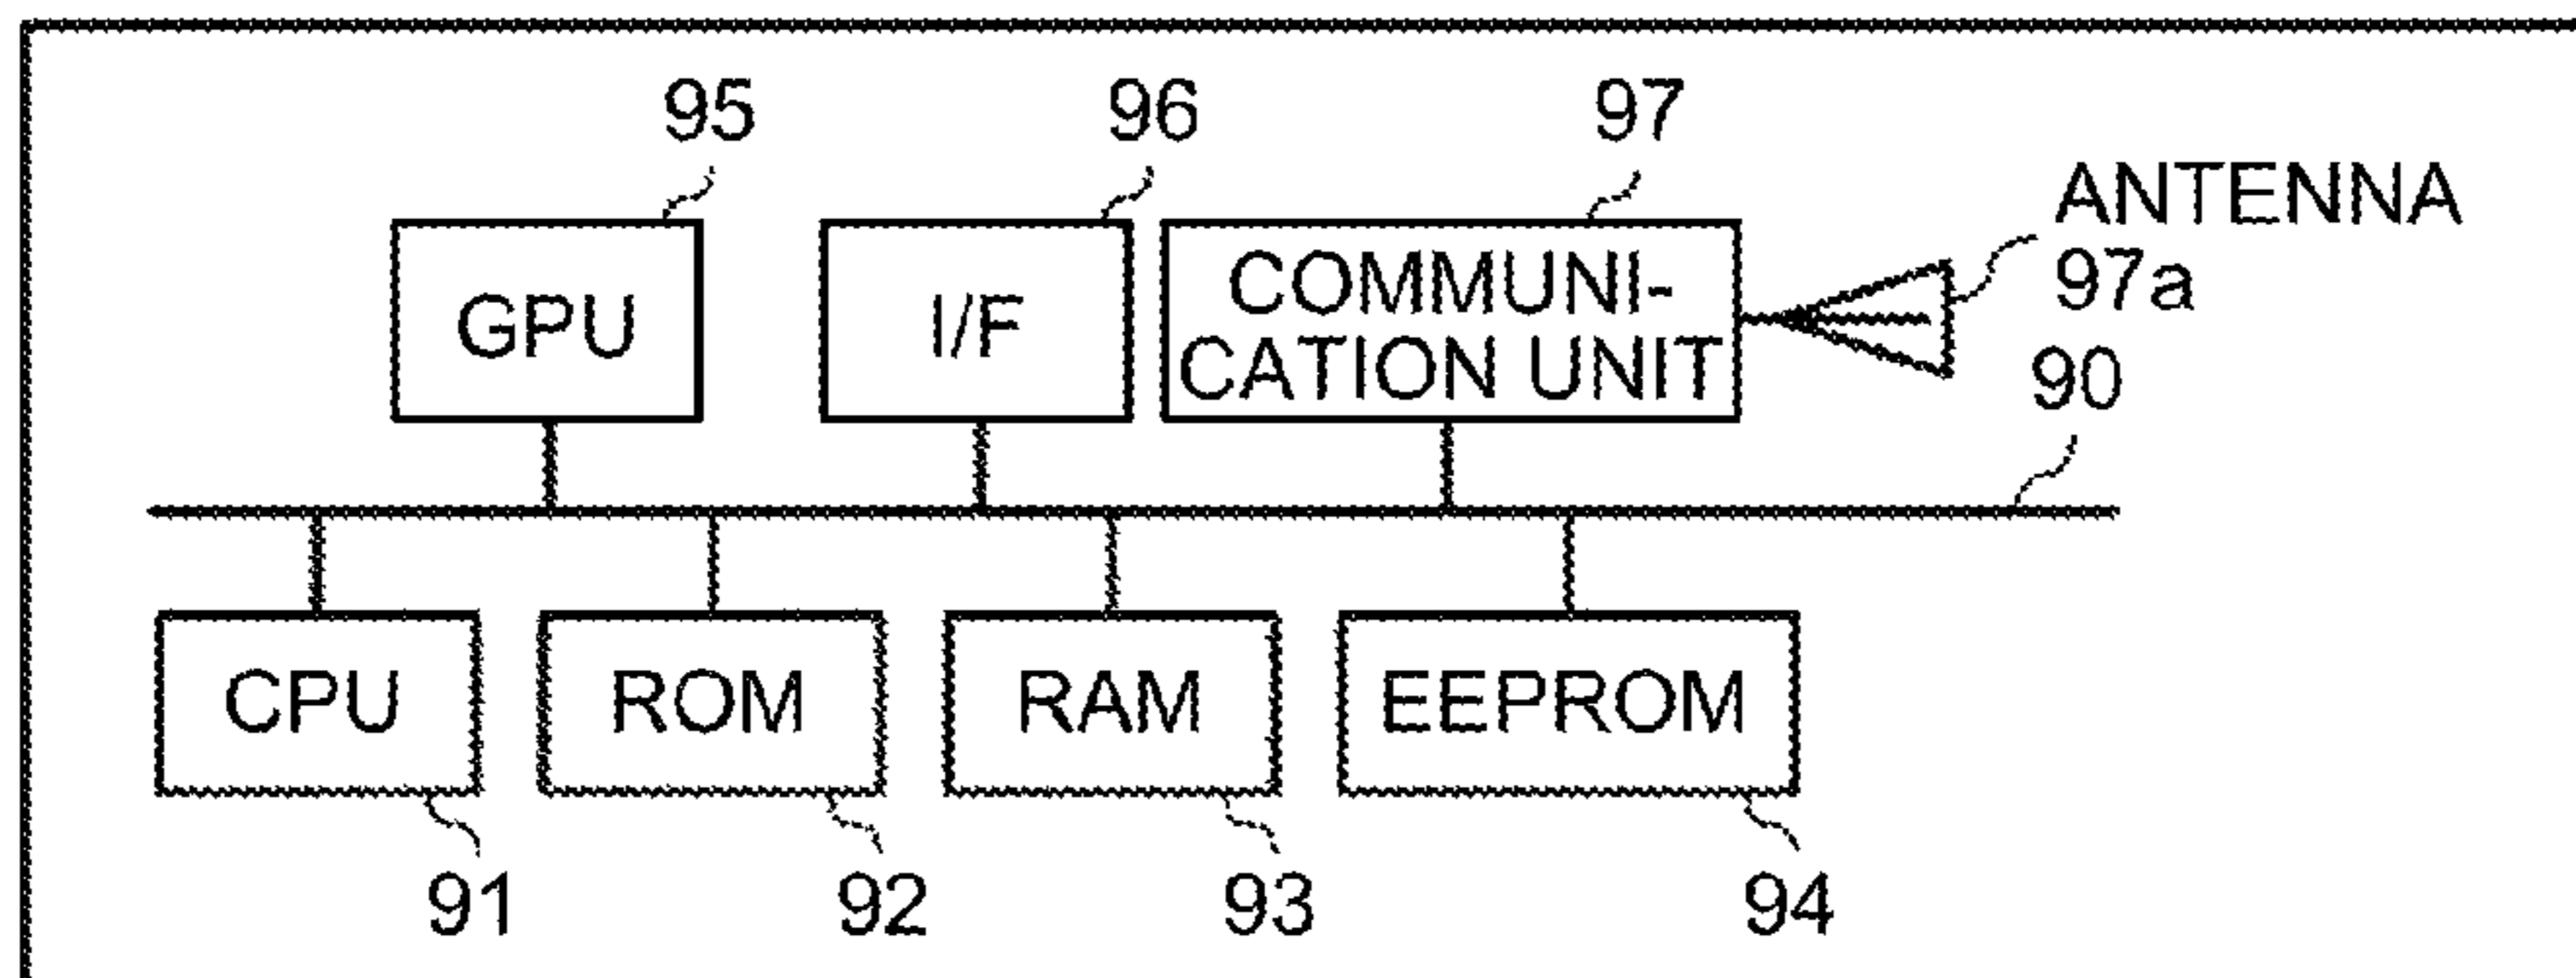 95 96 97
ANTENNA
97a
GPU I/F COMMUNI-
CATION UNIT
90
CPU ROM RAM EEPROM
91 92 93 94